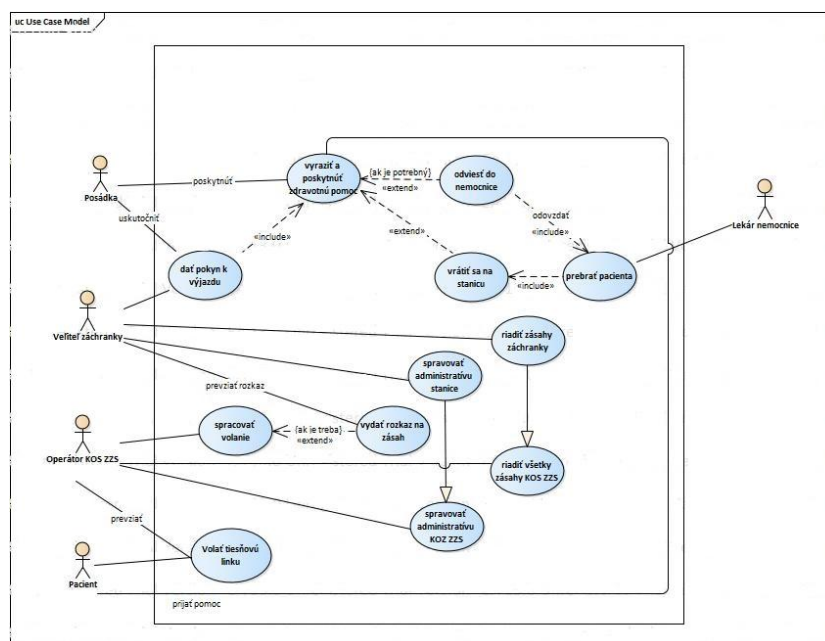 uc Use Case Model
vyraziť a
poskytnúť
zdravotnú pomoc
{ak je potrebný}
«extend»
odviesť do
nemocnice
poskytnúť
Posádka
uskutočniť
odovzdať
«include»
Lekár nemocnice
«include»
«extend»
dať pokyn k
výjazdu
vrátiť sa na
stanicu
«include»
prebrať pacienta
Veliteľ záchranky
riadiť zásahy
záchranky
spravovať
administratívu
stanice
prevziať rozkaz
spracovať
volanie
{ak je treba}
«extend»
vydať rozkaz na
zásah
Operátor KOS ZZS
riadiť všetky
zásahy KOS ZZS
spravovať
administratívu
KOZ ZZS
prevziať
Volať tiesňovú
linku
Pacient
prijať pomoc